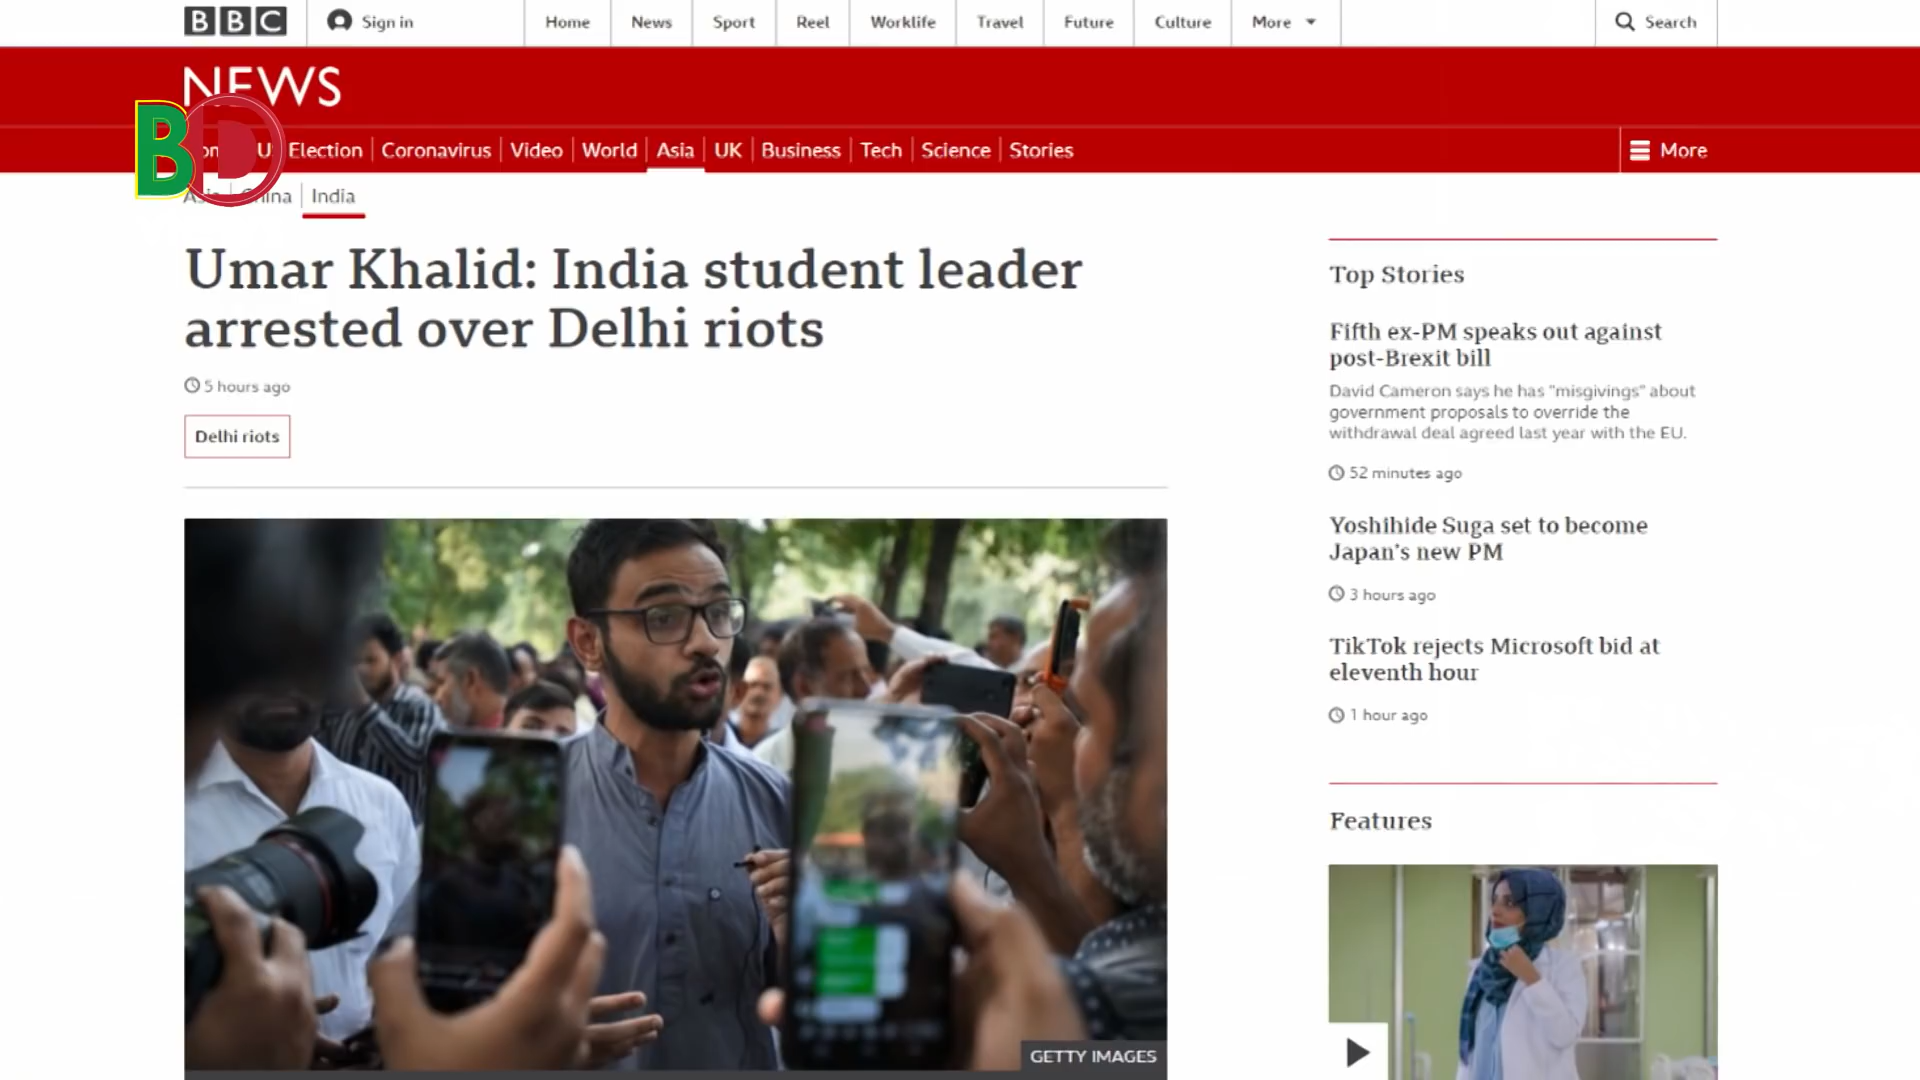 BBC
Sign in
Home
News
Sport
Reel
Worklife
Travel
Future
Culture
More
Search
NEWS
BD
Election
Coronavirus
Video
World
Asia
UK
Business
Tech
Science
Stories
More
India
Umar Khalid: India student leader
arrested over Delhi riots
5 hours ago
Delhi riots
GETTY IMAGES
Top Stories
Fifth ex-PM speaks out against
post-Brexit bill
David Cameron says he has "misgivings" about
government proposals to override the
withdrawal deal agreed last year with the EU.
52 minutes ago
Yoshihide Suga set to become
Japan's new PM
3 hours ago
TikTok rejects Microsoft bid at
eleventh hour
1 hour ago
Features